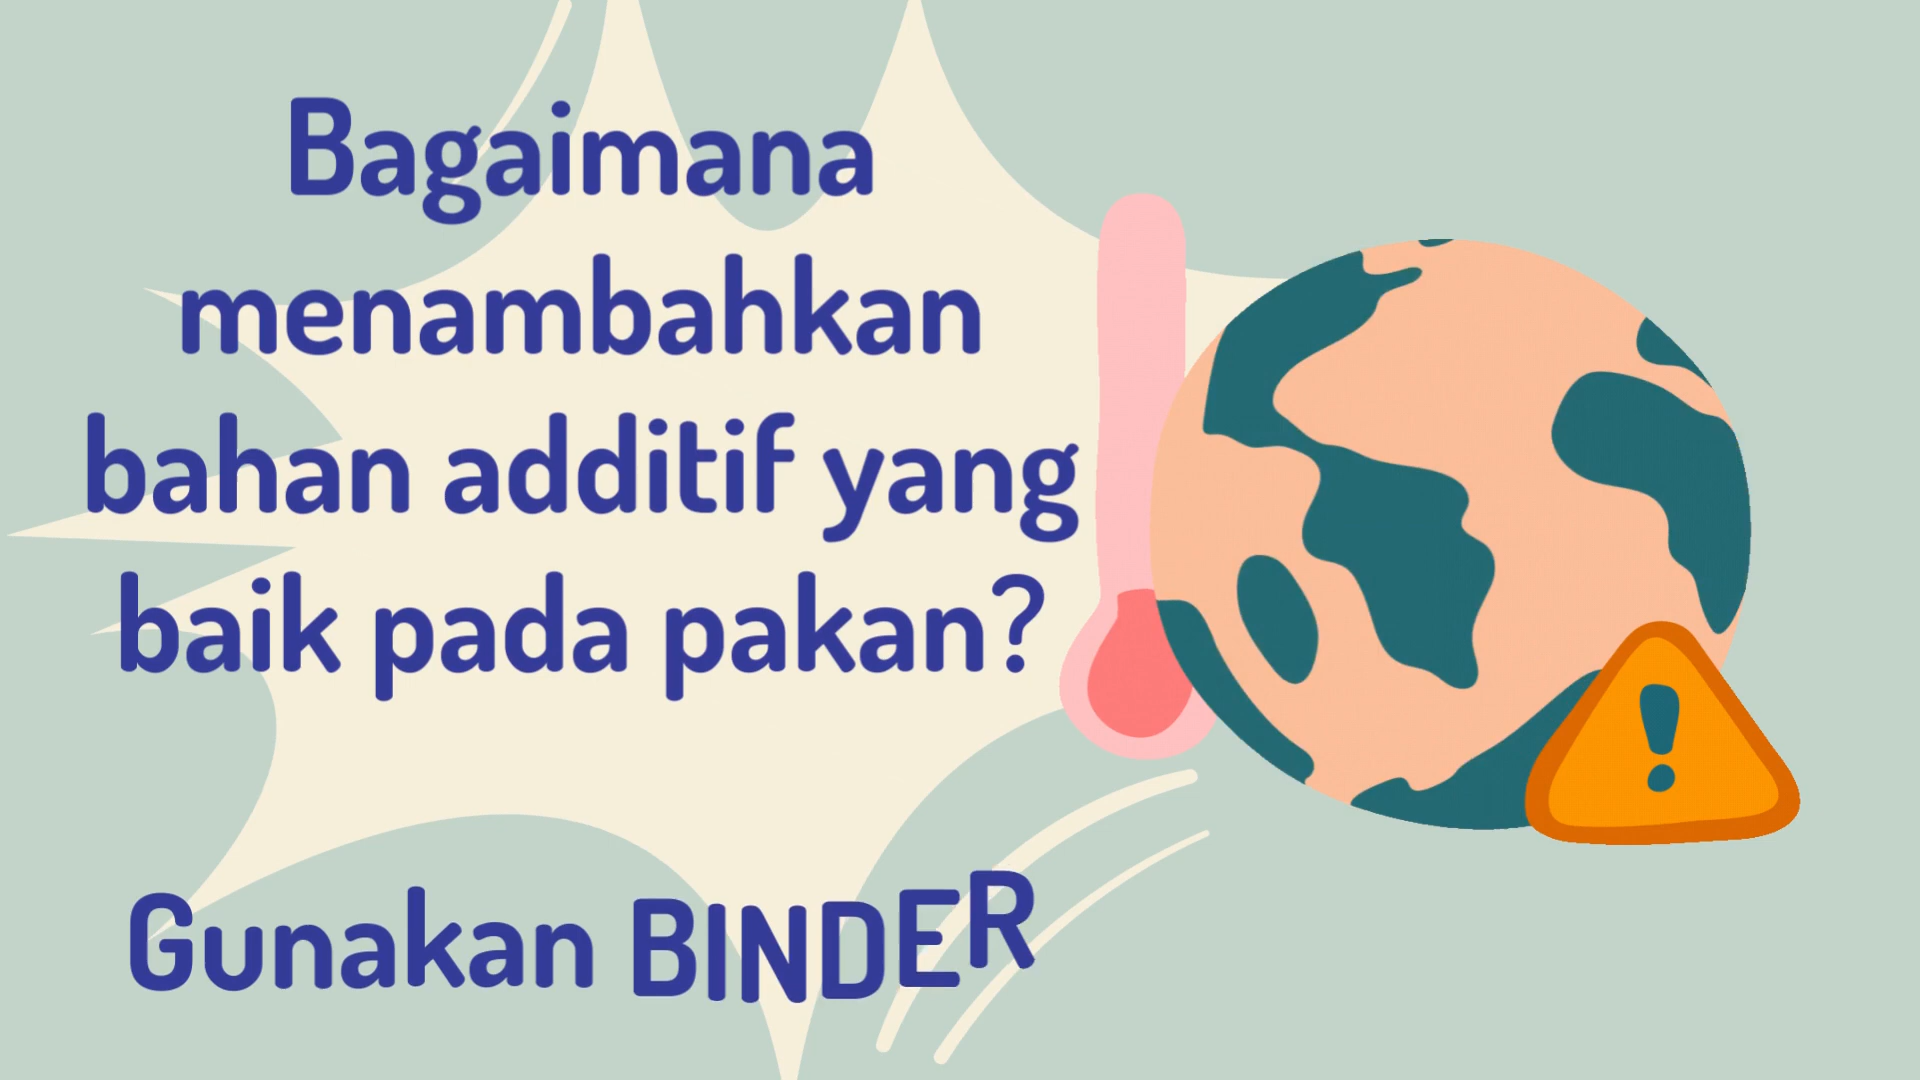 Bagaimana
menambahkan
bahan additif yang
baik pada pakan?
Gunakan BINDER